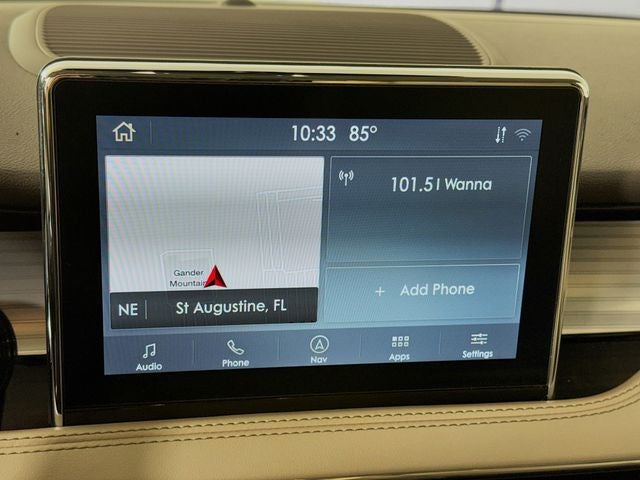 10:33 85°
101.5 I Wanna
Gander
Mountain
NE St Augustine, FL
+ Add Phone
Audio Phone Nav Apps Settings